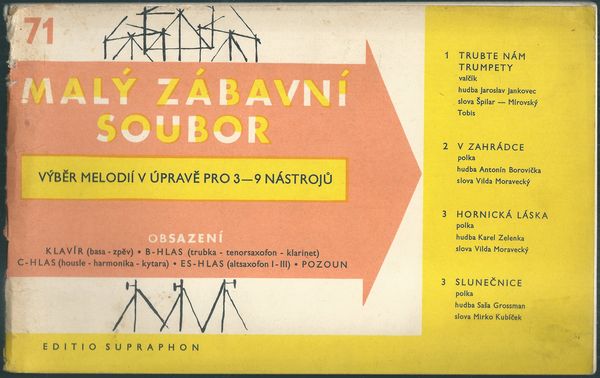 71
MALÝ ZÁBAVNÍ
SOUBOR
VÝBĚR MELODIÍ V ÚPRAVĚ PRO 3—9 NÁSTROJŮ
OBSAZENÍ
KLAVÍR (basa - zpěv) • B-HLAS (trubka - tenorsaxofon - klarinet)
C-HLAS (housle - harmonika - kytara) • ES-HLAS (altsaxofon I - III) • POZOUN
EDITIO SUPRAPHON
1 TRUBTE NÁM
TRUMPETY
valčík
hudba Jaroslav Jankovec
slova Špilar — Mírovský
Tobis
2 V ZAHRÁDCE
polka
hudba Antonín Borovička
slova Vilda Moravecký
3 HORNICKÁ LÁSKA
polka
hudba Karel Zelenka
slova Vilda Moravecký
3 SLUNEČNICE
polka
hudba Saša Grossman
slova Mirko Kubíček